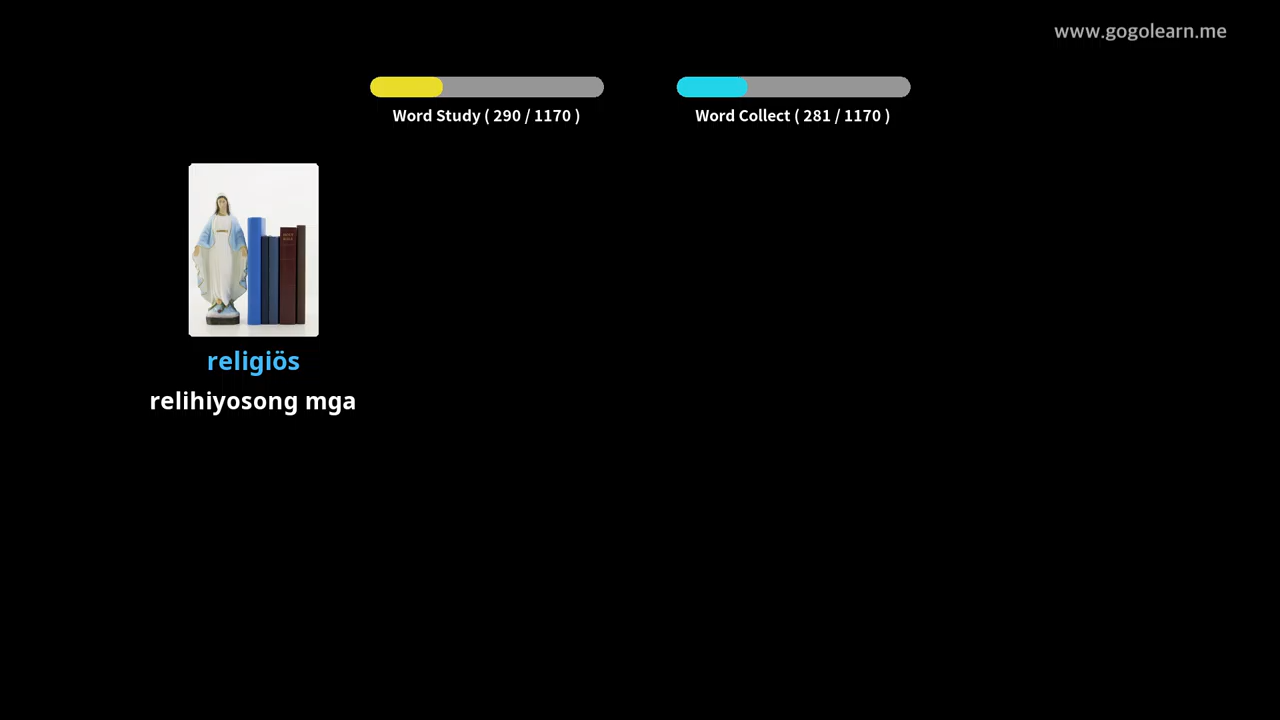 www.gogolearn.me
Word Study ( 290 / 1170 )
Word Collect ( 281 / 1170 )
religiös
relihiyosong mga